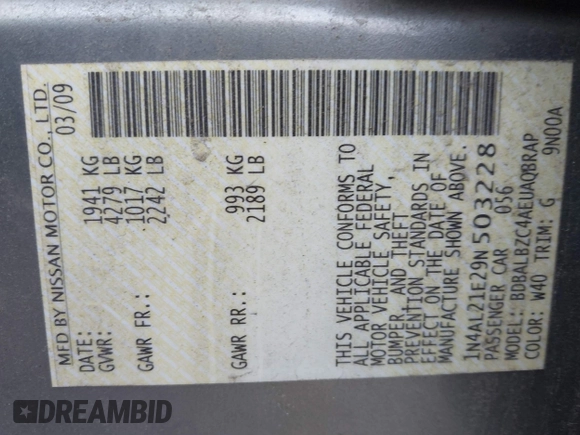 MFD BY NISSAN MOTOR CO., LTD.
DATE: 03/09
GVWR: 1941 KG
4279 LB
GAWR FR.: 1017 KG
2242 LB
GAWR RR.: 993 KG
2189 LB
THIS VEHICLE CONFORMS TO
ALL APPLICABLE FEDERAL
MOTOR VEHICLE SAFETY,
BUMPER, AND THEFT
PREVENTION STANDARDS IN
EFFECT ON THE DATE OF
MANUFACTURE SHOWN ABOVE.
1N4AL21E29N503228
PASSENGER CAR 056
MODEL: BDBALBZC4AEUAQBRAP
COLOR: W40 TRIM: G 9N00A
DREAMBID